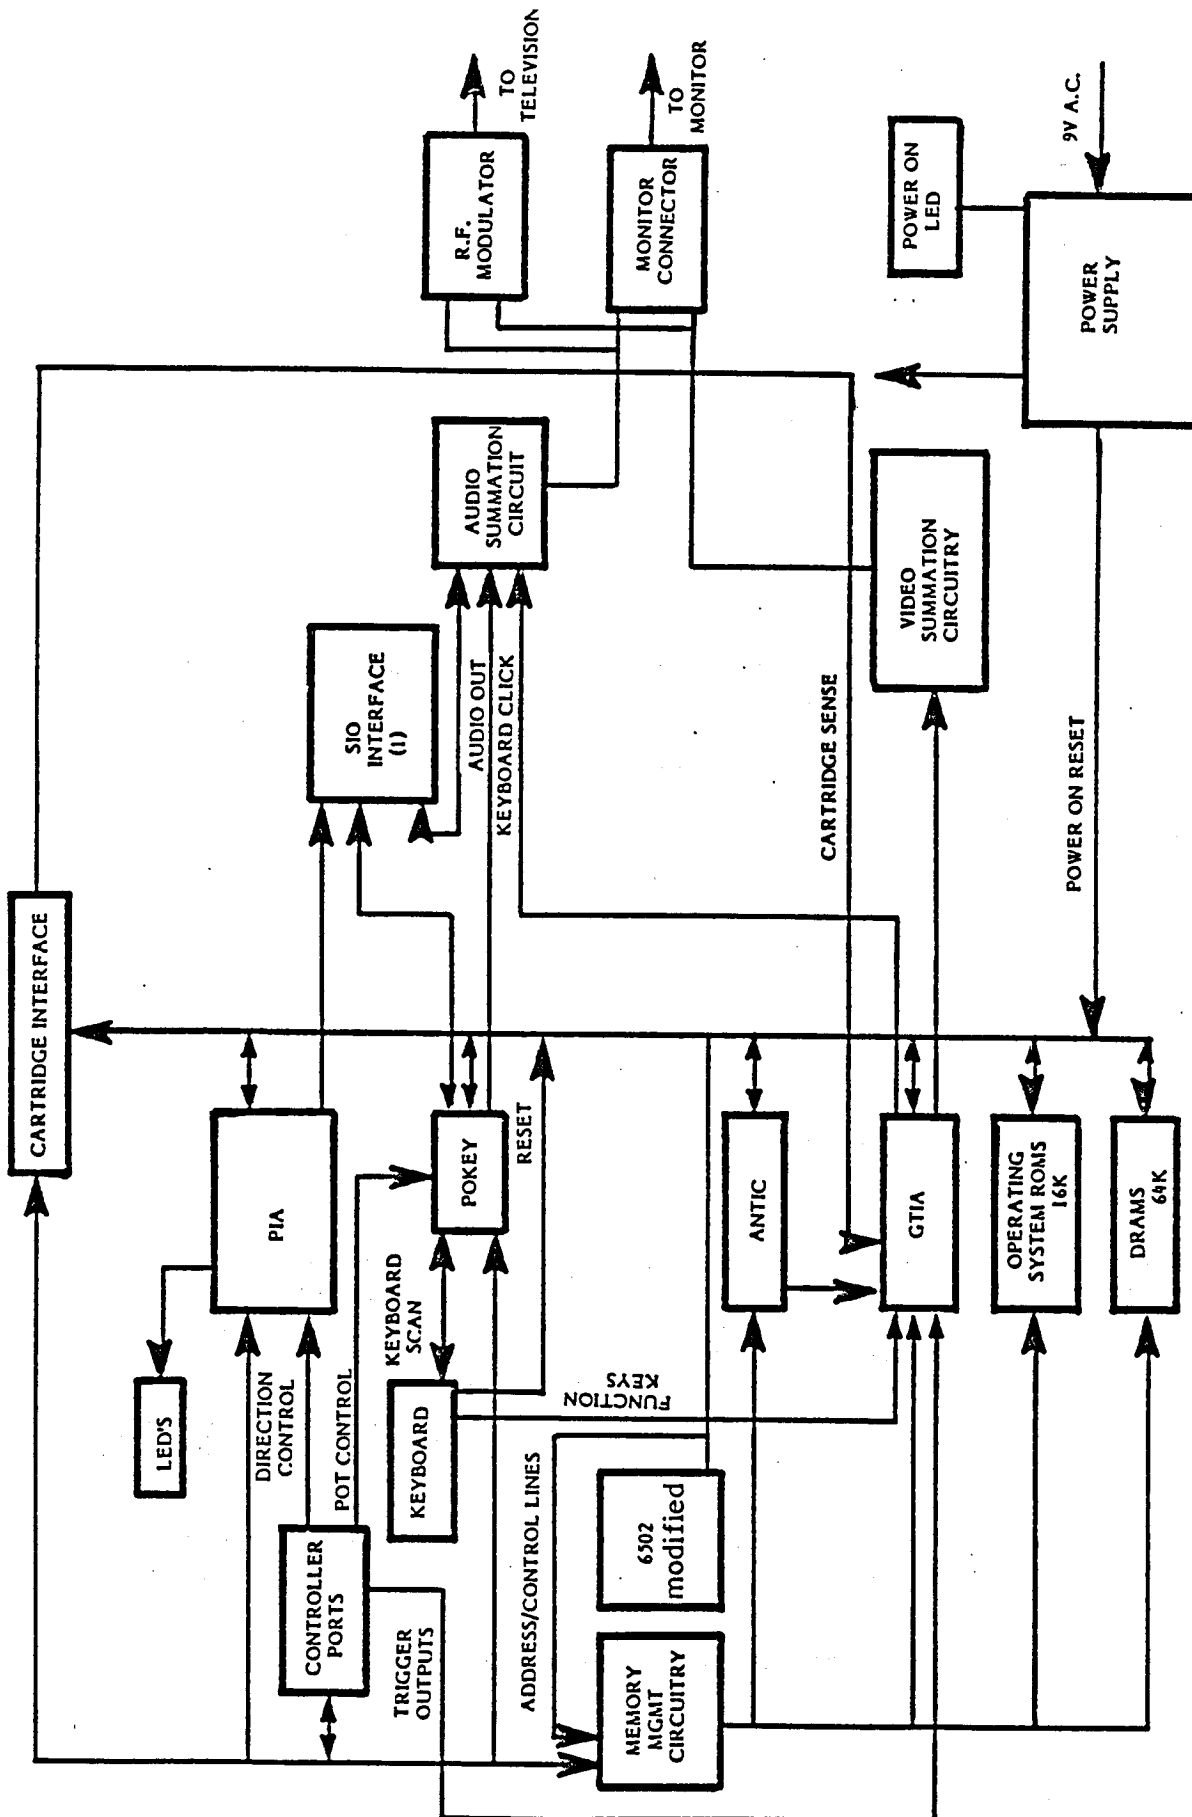 TO
TELEVISION
TO
MONITOR
9V A.C.
R.F.
MODULATOR
MONITOR
CONNECTOR
POWER ON
LED
POWER
SUPPLY
AUDIO
SUMMATION
CIRCUIT
VIDEO
SUMMATION
CIRCUITRY
SIO
INTERFACE
(1)
AUDIO OUT
KEYBOARD CLICK
CARTRIDGE SENSE
POWER ON RESET
CARTRIDGE INTERFACE
PIA
POKEY
RESET
ANTIC
GTIA
OPERATING
SYSTEM ROMS
16K
DRAMS
64K
LED'S
DIRECTION
CONTROL
POT CONTROL
KEYBOARD
SCAN
KEYBOARD
FUNCTION
KEYS
CONTROLLER
PORTS
TRIGGER
OUTPUTS
ADDRESS/CONTROL LINES
6502
modified
MEMORY
MGMT
CIRCUITRY